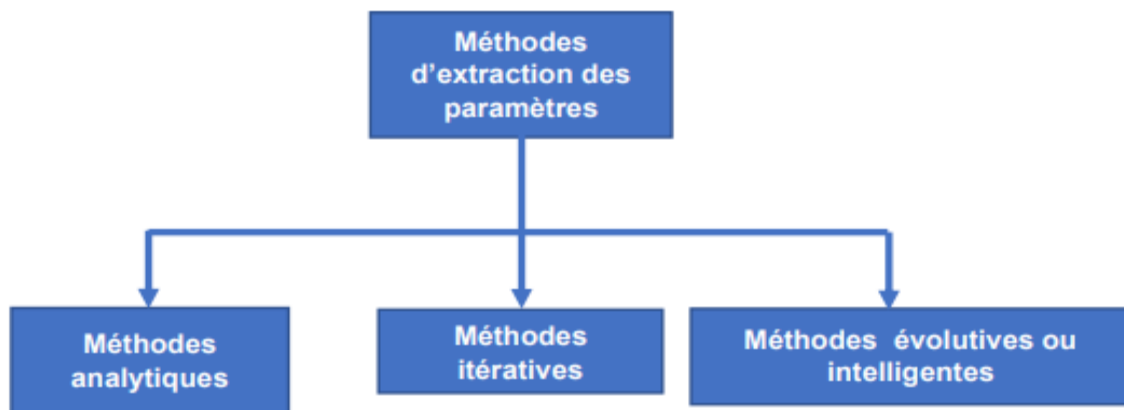 Méthodes
d’extraction des
paramètres
Méthodes
analytiques
Méthodes
itératives
Méthodes évolutives ou
intelligentes